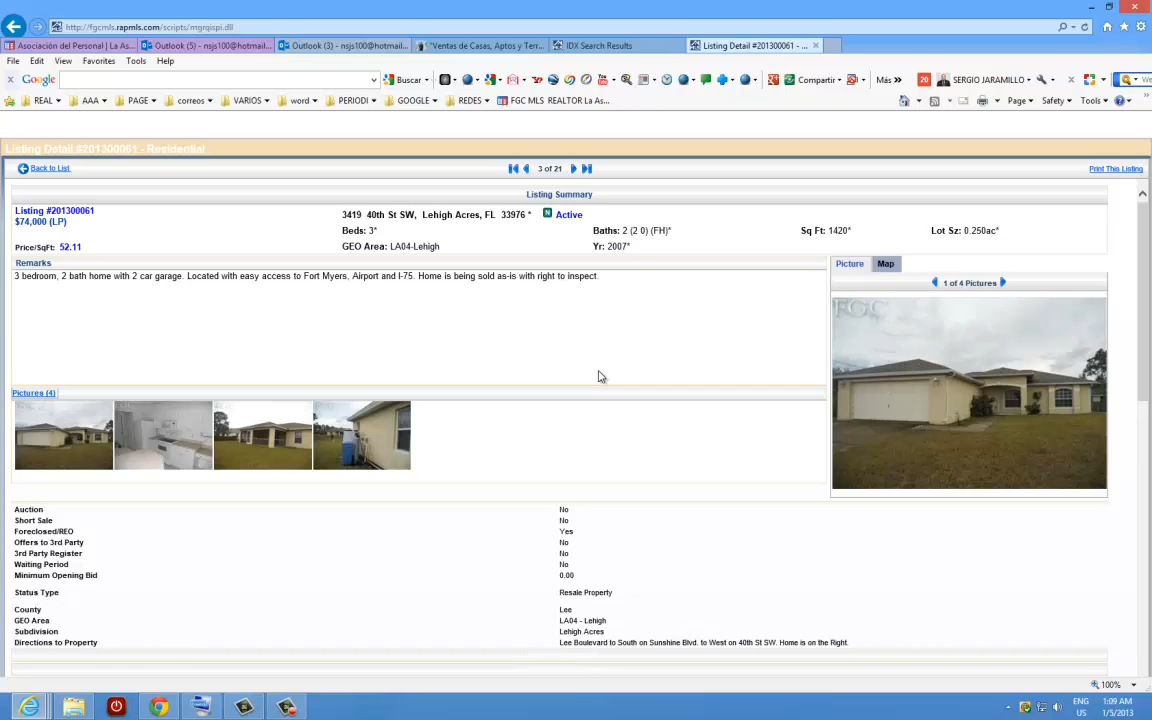 http://fgcmls.rapmls.com/scripts/mgrqispi.dll
Asociación del Personal | La As...
Outlook (5) - nsjs100@hotmail...
Outlook (3) - nsjs100@hotmail...
"Ventas de Casas, Aptos y Terr...
IDX Search Results
Listing Detail #201300061 - ...
File Edit View Favorites Tools Help
Google Buscar Compartir Más » 20 SERGIO JARAMILLO
REAL AAA PAGE correos VARIOS word PERIODI GOOGLE REDES FGC MLS REALTOR La As... Page Safety Tools
Listing Detail #201300061 - Residential
Back to List 3 of 21 Print This Listing
Listing Summary
Listing #201300061
$74,000 (LP)
3419 40th St SW, Lehigh Acres, FL 33976 * N Active
Beds: 3* Baths: 2 (2 0) (FH)* Sq Ft: 1420* Lot Sz: 0.250ac*
Price/SqFt: 52.11 GEO Area: LA04-Lehigh Yr: 2007*
Remarks
3 bedroom, 2 bath home with 2 car garage. Located with easy access to Fort Myers, Airport and I-75. Home is being sold as-is with right to inspect.
Picture Map
1 of 4 Pictures
FGC
Pictures (4)
Auction No
Short Sale No
Foreclosed/REO Yes
Offers to 3rd Party No
3rd Party Register No
Waiting Period No
Minimum Opening Bid 0.00
Status Type Resale Property
County Lee
GEO Area LA04 - Lehigh
Subdivision Lehigh Acres
Directions to Property Lee Boulevard to South on Sunshine Blvd. to West on 40th St SW. Home is on the Right.
100%
ENG 1:09 AM
US 1/5/2013